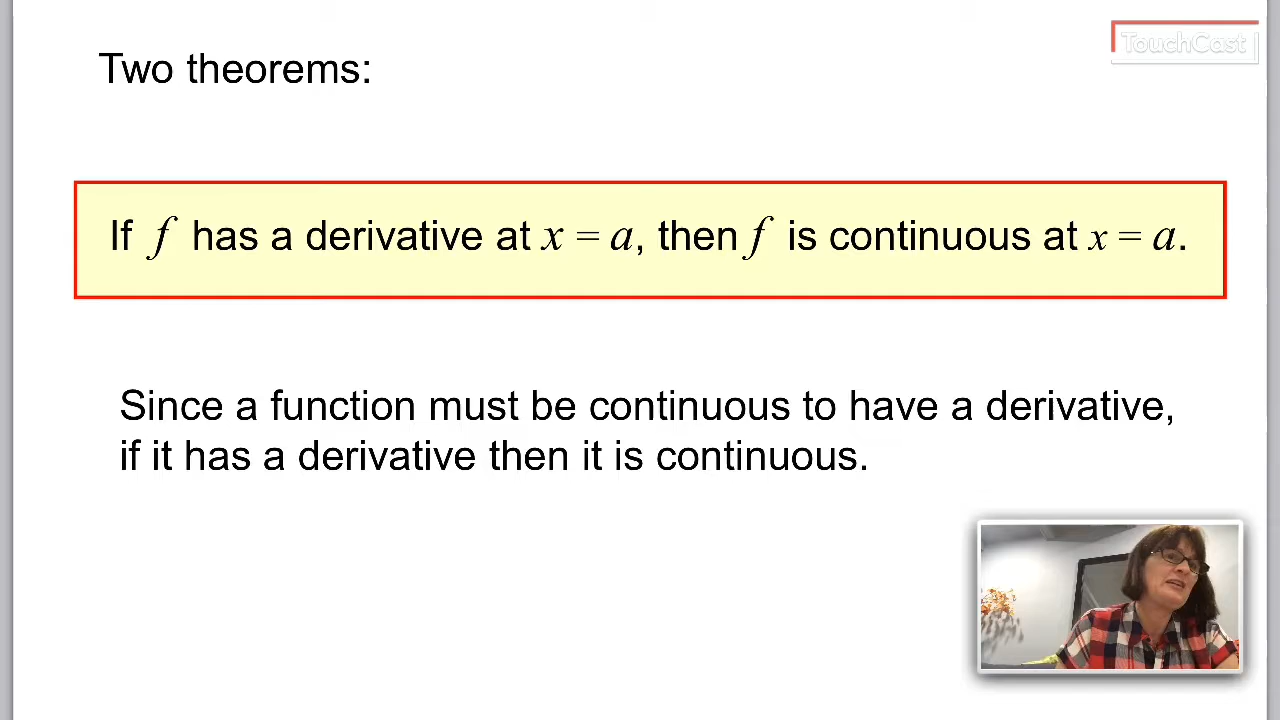 TouchCast
Two theorems:
If f has a derivative at x = a, then f is continuous at x = a.
Since a function must be continuous to have a derivative,
if it has a derivative then it is continuous.